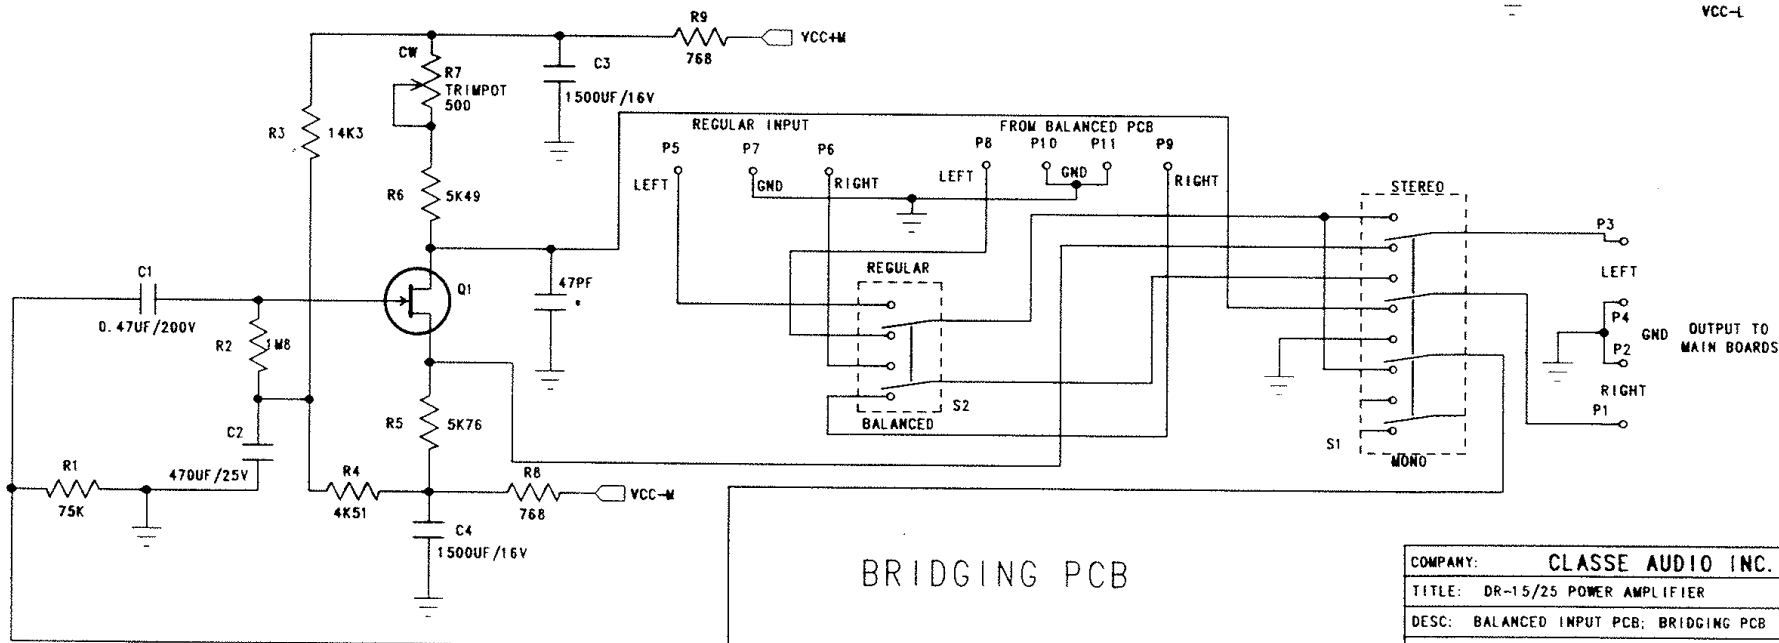 VCC-L
R9
768
VCC+M
CW
R7
TRIMPOT
500
C3
1500UF/16V
R3
14K3
REGULAR INPUT
FROM BALANCED PCB
P5
P7
P6
P8
P10
P11
P9
LEFT
GND
RIGHT
LEFT
GND
RIGHT
R6
5K49
STEREO
P3
C1
Q1
47PF
*
REGULAR
LEFT
0.47UF/200V
R2
1M8
P4
GND
OUTPUT TO
MAIN BOARDS
P2
RIGHT
P1
R5
5K76
S2
BALANCED
C2
470UF/25V
S1
MONO
R1
75K
R4
4K51
R8
768
VCC-M
C4
1500UF/16V
BRIDGING PCB
COMPANY: CLASSE AUDIO INC.
TITLE: DR-15/25 POWER AMPLIFIER
DESC: BALANCED INPUT PCB; BRIDGING PCB